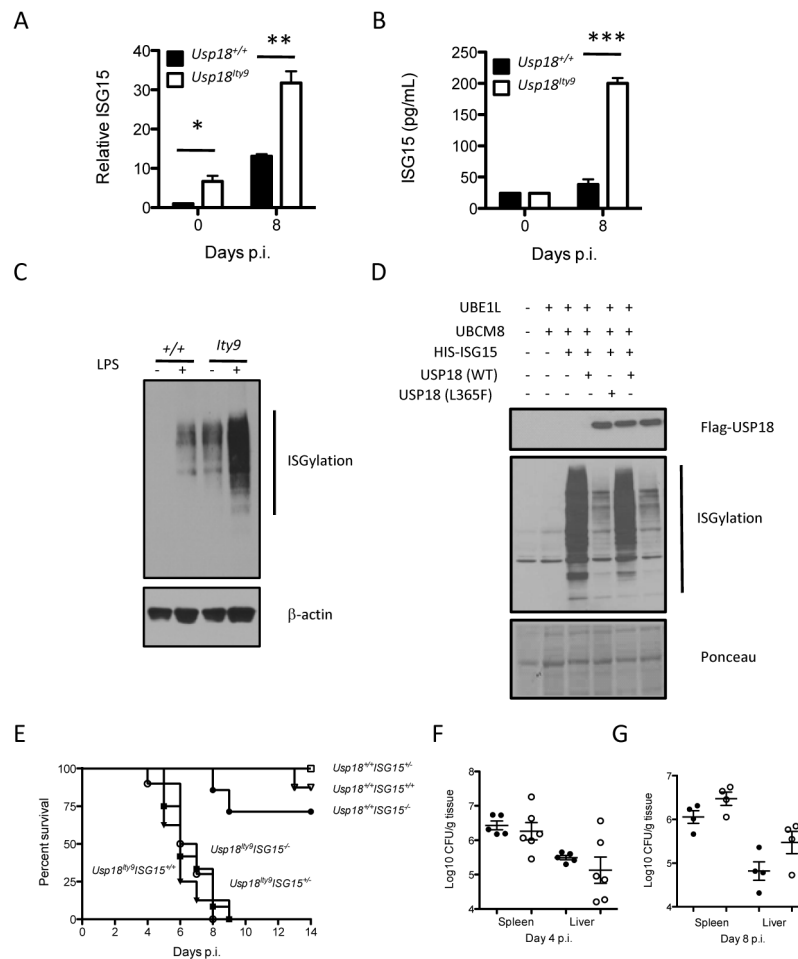 A
Relative ISG15
40
30
20
10
0
Usp18+/+
Usp18Ity9
*
**
0 8
Days p.i.
B
ISG15 (pg/mL)
250
200
150
100
50
0
Usp18+/+
Usp18Ity9
***
0 8
Days p.i.
C
+/+ Ity9
LPS - + - +
ISGylation
β-actin
D
UBE1L - - + + + +
UBCM8 - + + + + +
HIS-ISG15 - - + + + +
USP18 (WT) - - - + - +
USP18 (L365F) - - - - + -
Flag-USP18
ISGylation
Ponceau
E
Percent survival
100
75
50
25
0
Usp18+/+ISG15+/-
Usp18+/+ISG15+/+
Usp18+/+ISG15-/-
Usp18Ity9ISG15-/-
Usp18Ity9ISG15+/+
Usp18Ity9ISG15+/-
0 2 4 6 8 10 12 14
Days p.i.
F
Log10 CFU/g tissue
8
7
6
5
4
Spleen Liver
Day 4 p.i.
G
Log10 CFU/g tissue
7
6
5
4
Spleen Liver
Day 8 p.i.